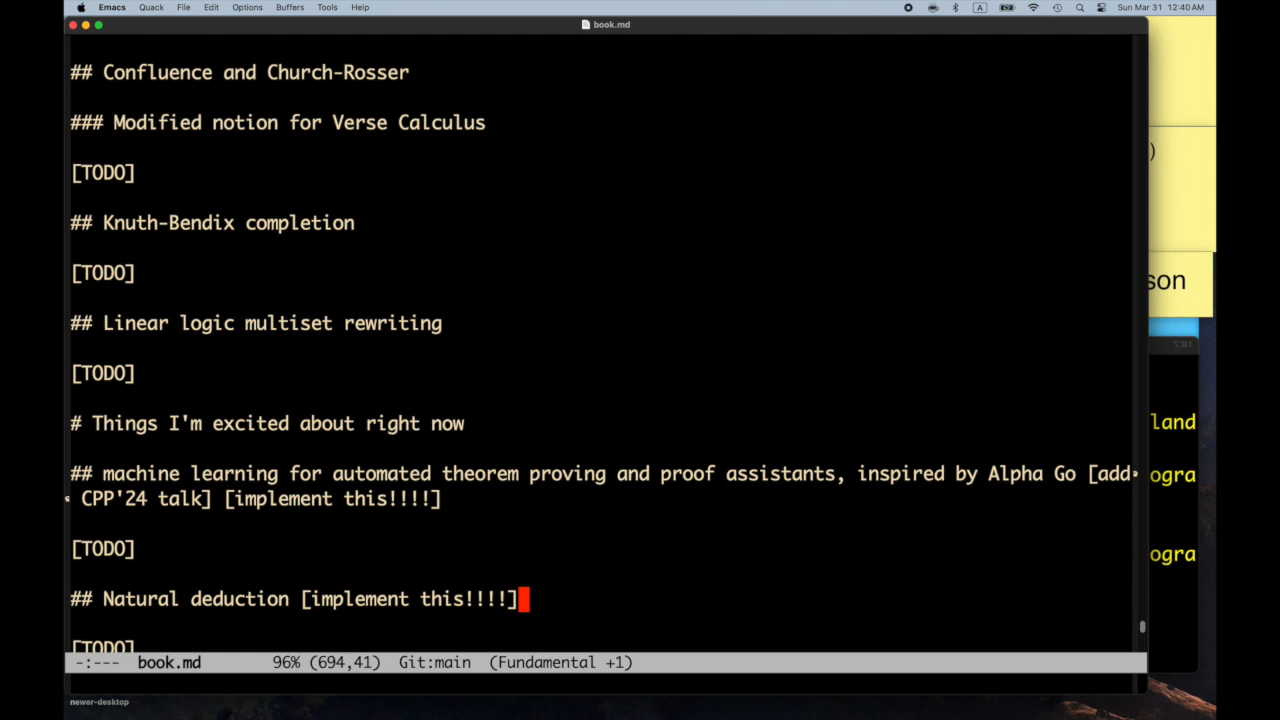 Emacs Quack File Edit Options Buffers Tools Help
A
Sun Mar 31 12:40 AM
book.md
## Confluence and Church-Rosser
### Modified notion for Verse Calculus
[TODO]
## Knuth-Bendix completion
[TODO]
## Linear logic multiset rewriting
[TODO]
# Things I'm excited about right now
## machine learning for automated theorem proving and proof assistants, inspired by Alpha Go [add
CPP'24 talk] [implement this!!!!]
[TODO]
## Natural deduction [implement this!!!!]
[TODO]
-:--- book.md 96% (694,41) Git:main (Fundamental +1)
)
son
land
ogra
ogra
newer-desktop